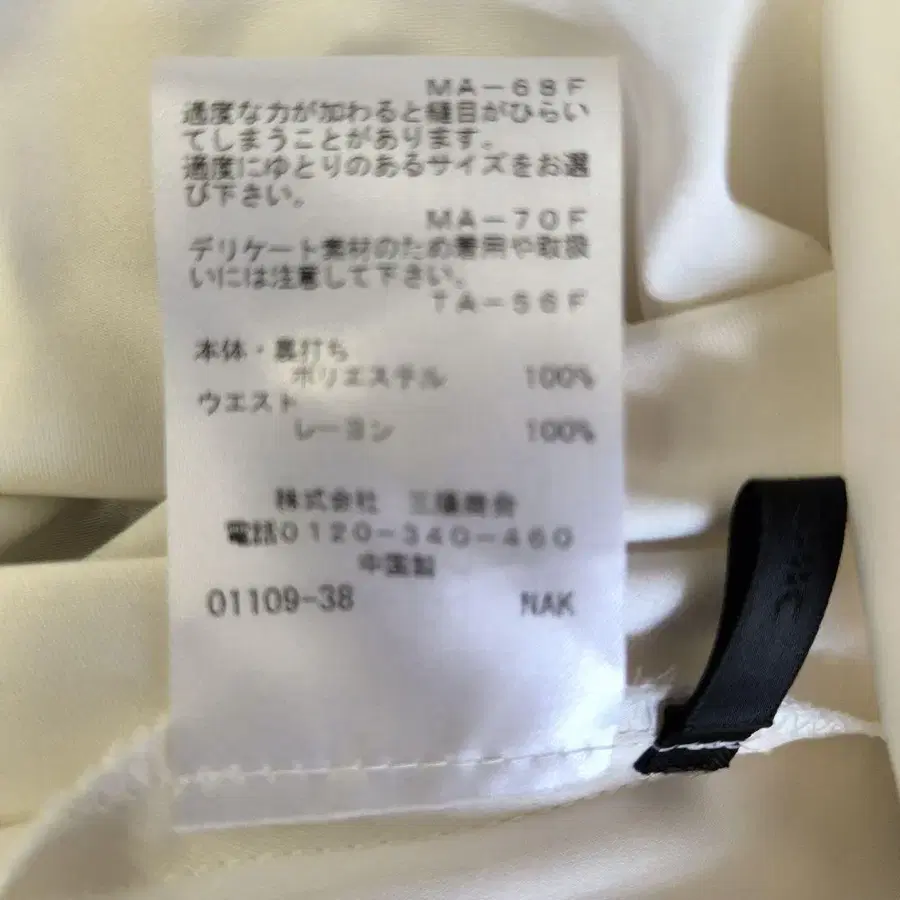 MA-68F
過度な力が加わると縫目がひらい
てしまうことがあります。
適度にゆとりのあるサイズをお選
び下さい。
MA-70F
デリケート素材のため着用や取扱
いには注意して下さい。
TA-56F
本体・裏打ち
ポリエステル 100%
ウエスト
レーヨン 100%
株式会社 三陽商会
電話0120-340-460
中国製
01109-38 NAK